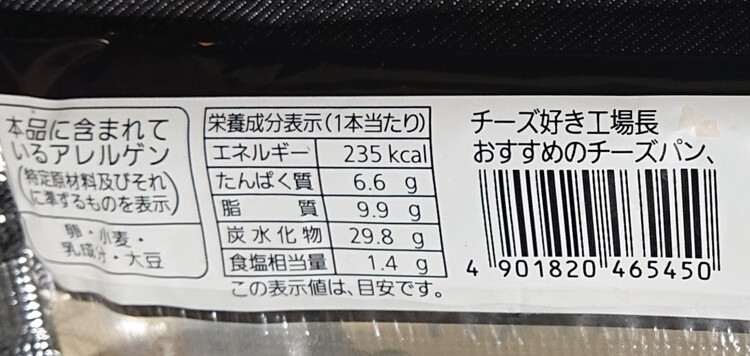 本品に含まれて
いるアレルゲン
(特定原材料及びそれ
に準ずるものを表示)
卵・小麦・
乳成分・大豆
栄養成分表示(1本当たり)
エネルギー 235 kcal
たんぱく質 6.6 g
脂質 9.9 g
炭水化物 29.8 g
食塩相当量 1.4 g
この表示値は、目安です。
チーズ好き工場長
おすすめのチーズパン、
4 901820 465450